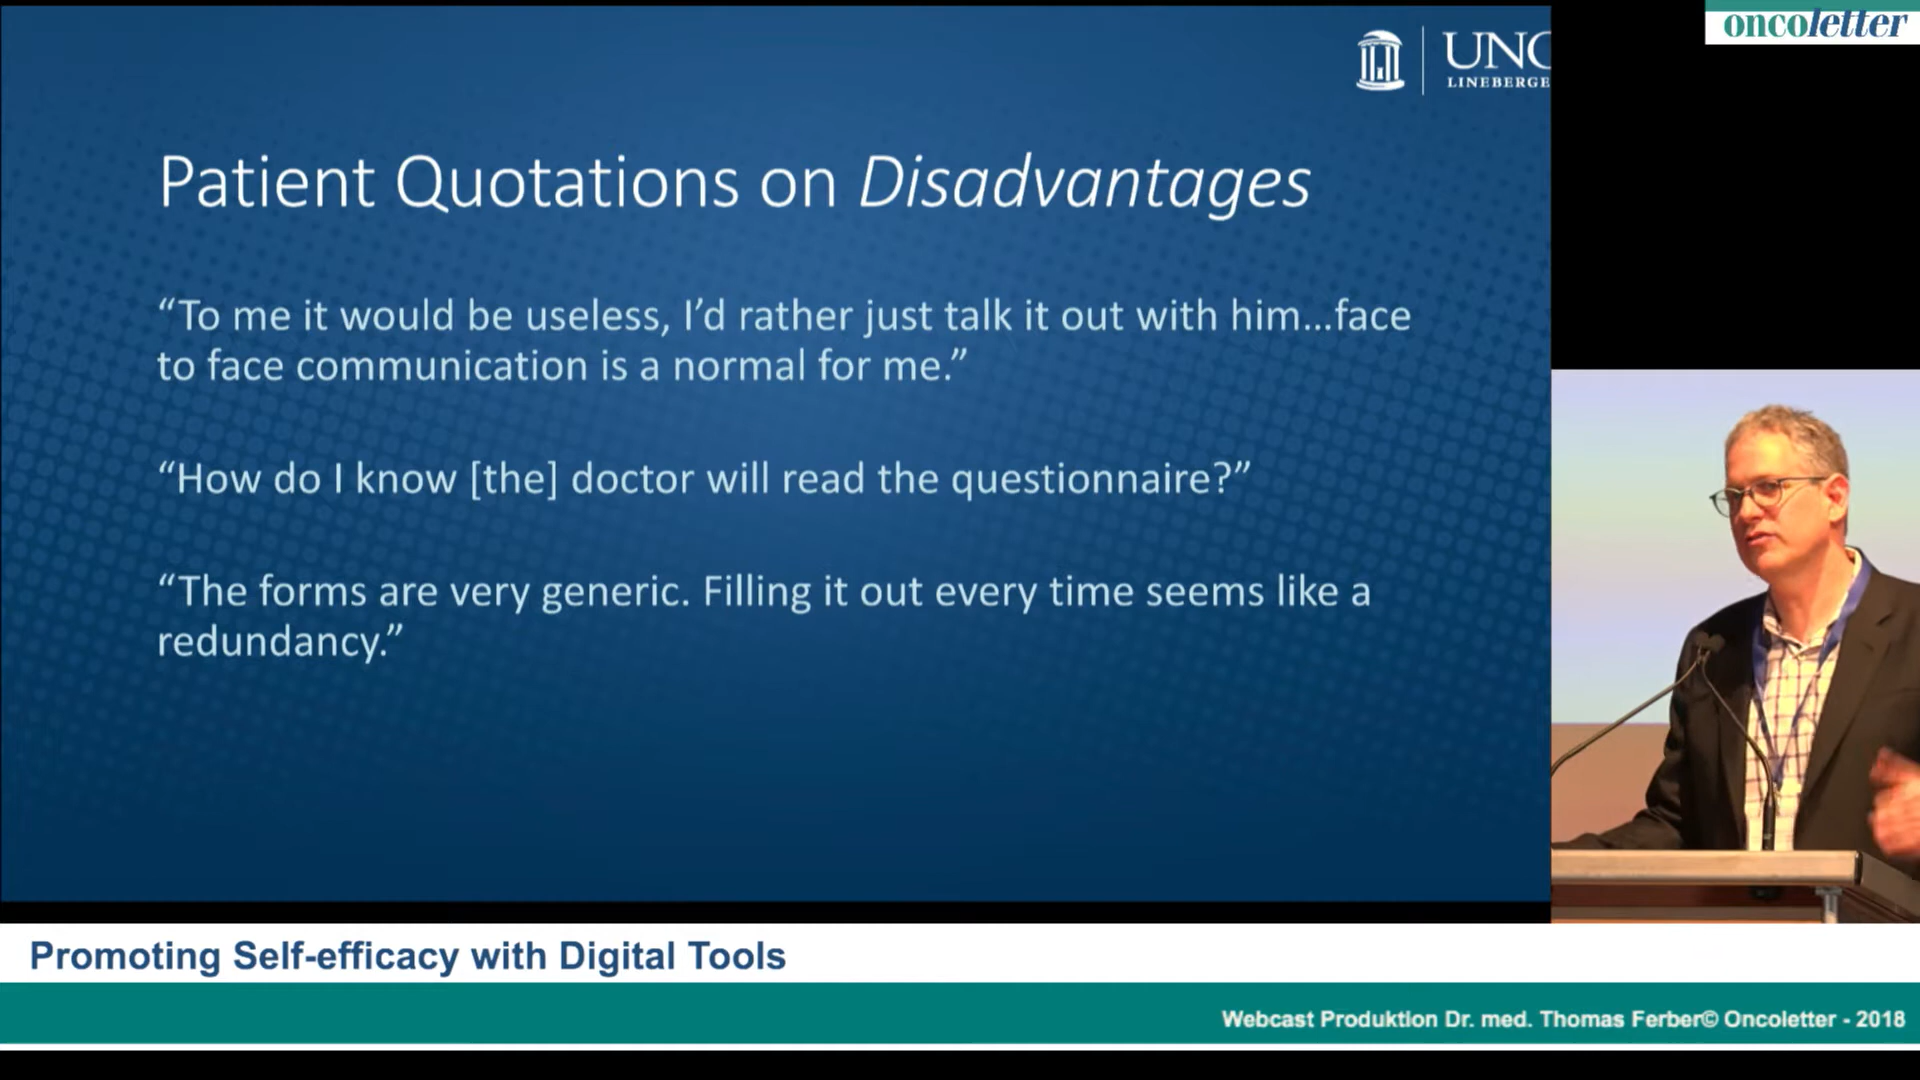 oncoletter
UNC
LINEBERGE
Patient Quotations on Disadvantages
“To me it would be useless, I’d rather just talk it out with him...face
to face communication is a normal for me.”
“How do I know [the] doctor will read the questionnaire?”
“The forms are very generic. Filling it out every time seems like a
redundancy.”
Promoting Self-efficacy with Digital Tools
Webcast Produktion Dr. med. Thomas Ferber© Oncoletter - 2018